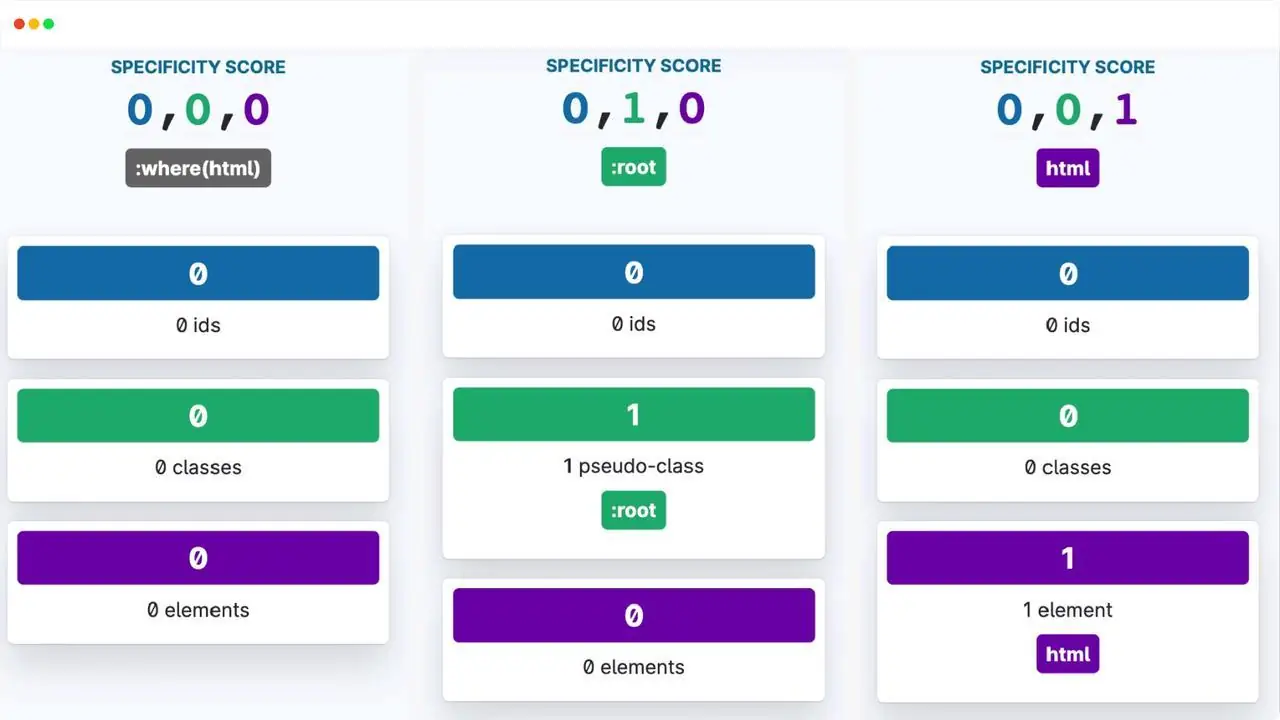 SPECIFICITY SCORE
0,0,0
:where(html)
0
0 ids
0
0 classes
0
0 elements
SPECIFICITY SCORE
0,1,0
:root
0
0 ids
1
1 pseudo-class
:root
0
0 elements
SPECIFICITY SCORE
0,0,1
html
0
0 ids
0
0 classes
1
1 element
html